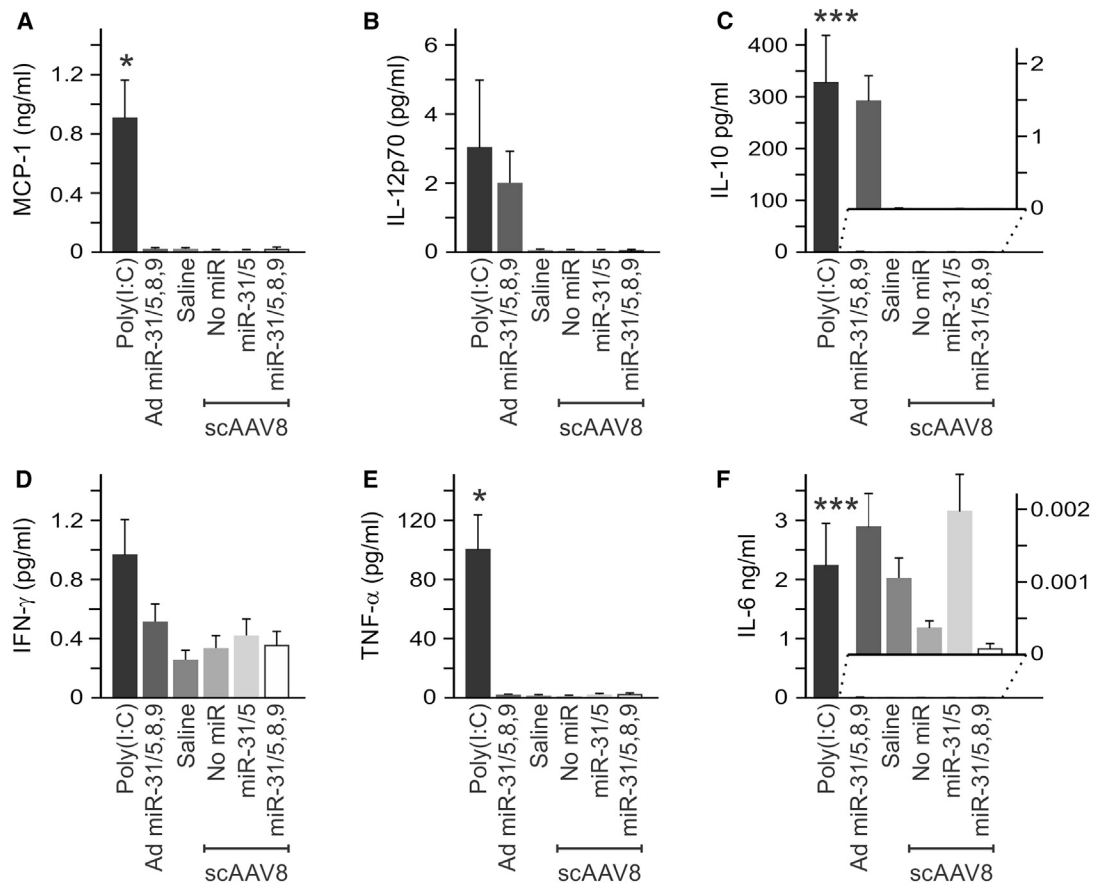 A
MCP-1 (ng/ml)
1.2
0.8
0.4
0
*
Poly(I:C)
Ad miR-31/5,8,9
Saline
No miR
miR-31/5
miR-31/5,8,9
scAAV8
B
IL-12p70 (pg/ml)
6
4
2
0
Poly(I:C)
Ad miR-31/5,8,9
Saline
No miR
miR-31/5
miR-31/5,8,9
scAAV8
C
IL-10 pg/ml
400
300
200
100
0
***
2
1
0
Poly(I:C)
Ad miR-31/5,8,9
Saline
No miR
miR-31/5
miR-31/5,8,9
scAAV8
D
IFN-γ (pg/ml)
1.2
0.8
0.4
0
Poly(I:C)
Ad miR-31/5,8,9
Saline
No miR
miR-31/5
miR-31/5,8,9
scAAV8
E
TNF-α (pg/ml)
120
80
40
0
*
Poly(I:C)
Ad miR-31/5,8,9
Saline
No miR
miR-31/5
miR-31/5,8,9
scAAV8
F
IL-6 ng/ml
3
2
1
0
***
0.002
0.001
0
Poly(I:C)
Ad miR-31/5,8,9
Saline
No miR
miR-31/5
miR-31/5,8,9
scAAV8